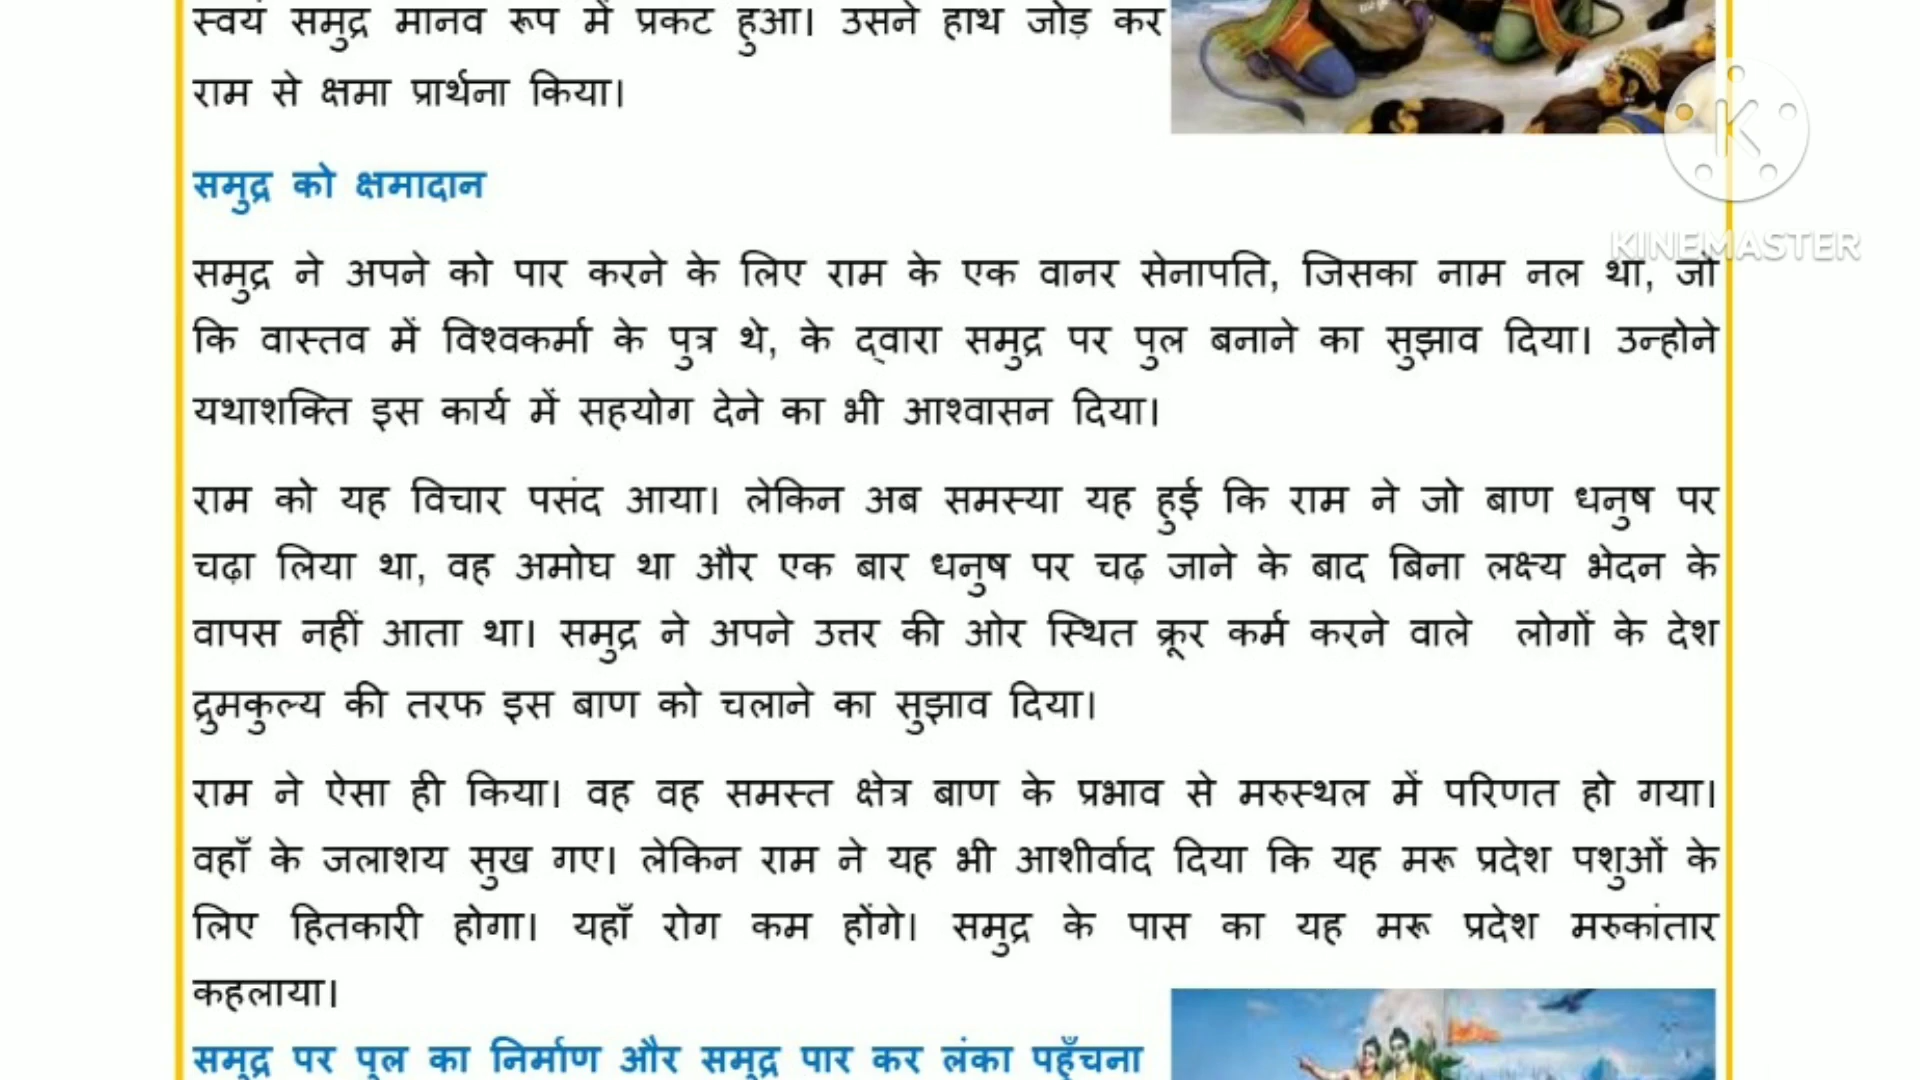 स्वयं समुद्र मानव रूप में प्रकट हुआ। उसने हाथ जोड़ कर
राम से क्षमा प्रार्थना किया।
समुद्र को क्षमादान
समुद्र ने अपने को पार करने के लिए राम के एक वानर सेनापति, जिसका नाम नल था, जो
कि वास्तव में विश्वकर्मा के पुत्र थे, के द्वारा समुद्र पर पुल बनाने का सुझाव दिया। उन्होने
यथाशक्ति इस कार्य में सहयोग देने का भी आश्वासन दिया।
राम को यह विचार पसंद आया। लेकिन अब समस्या यह हुई कि राम ने जो बाण धनुष पर
चढ़ा लिया था, वह अमोघ था और एक बार धनुष पर चढ़ जाने के बाद बिना लक्ष्य भेदन के
वापस नहीं आता था। समुद्र ने अपने उत्तर की ओर स्थित क्रूर कर्म करने वाले लोगों के देश
द्रुमकुल्य की तरफ इस बाण को चलाने का सुझाव दिया।
राम ने ऐसा ही किया। वह वह समस्त क्षेत्र बाण के प्रभाव से मरुस्थल में परिणत हो गया।
वहाँ के जलाशय सुख गए। लेकिन राम ने यह भी आशीर्वाद दिया कि यह मरू प्रदेश पशुओं के
लिए हितकारी होगा। यहाँ रोग कम होंगे। समुद्र के पास का यह मरू प्रदेश मरुकांतार
कहलाया।
समुद्र पर पुल का निर्माण और समुद्र पार कर लंका पहुँचना
K
KINEMASTER